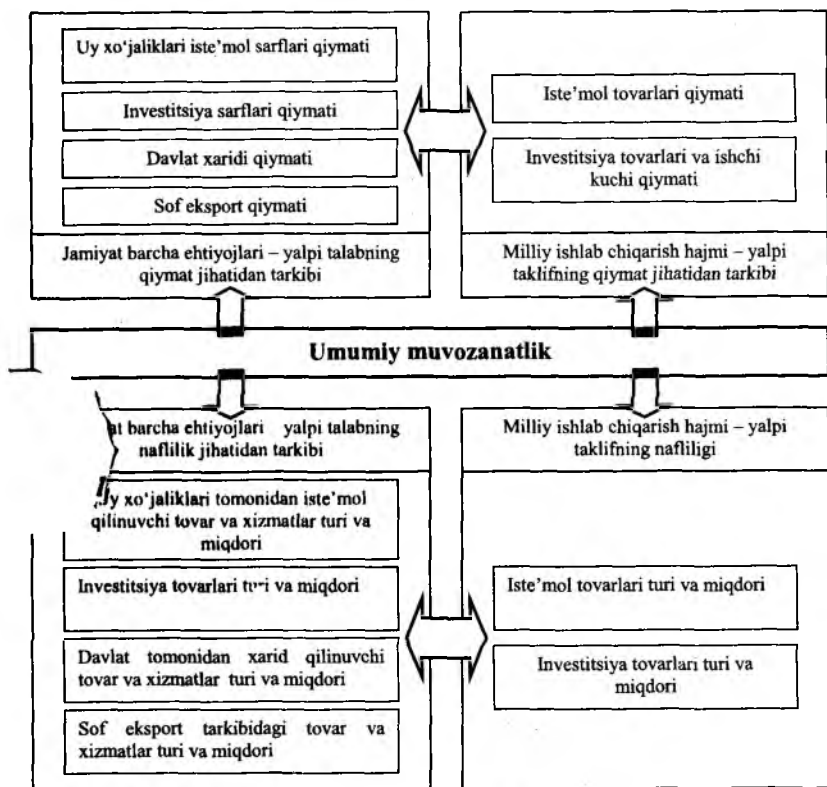 Uy xo‘jaliklari iste’mol sarflari qiymati
Investitsiya sarflari qiymati
Davlat xaridi qiymati
Sof eksport qiymati
Jamiyat barcha ehtiyojlari – yalpi talabning
qiymat jihatidan tarkibi
Iste’mol tovarlari qiymati
Investitsiya tovarlari va ishchi
kuchi qiymati
Milliy ishlab chiqarish hajmi – yalpi
taklifning qiymat jihatidan tarkibi
Umumiy muvozanatlik
barcha ehtiyojlari yalpi talabning
naflilik jihatidan tarkibi
xo‘jaliklari tomonidan iste’mol
qilinuvchi tovar va xizmatlar turi va
miqdori
Investitsiya tovarlari turi va miqdori
Davlat tomonidan xarid qilinuvchi
tovar va xizmatlar turi va miqdori
Sof eksport tarkibidagi tovar va
xizmatlar turi va miqdori
Milliy ishlab chiqarish hajmi – yalpi
taklifning nafliligi
Iste’mol tovarlari turi va miqdori
Investitsiya tovarlari turi va
miqdori